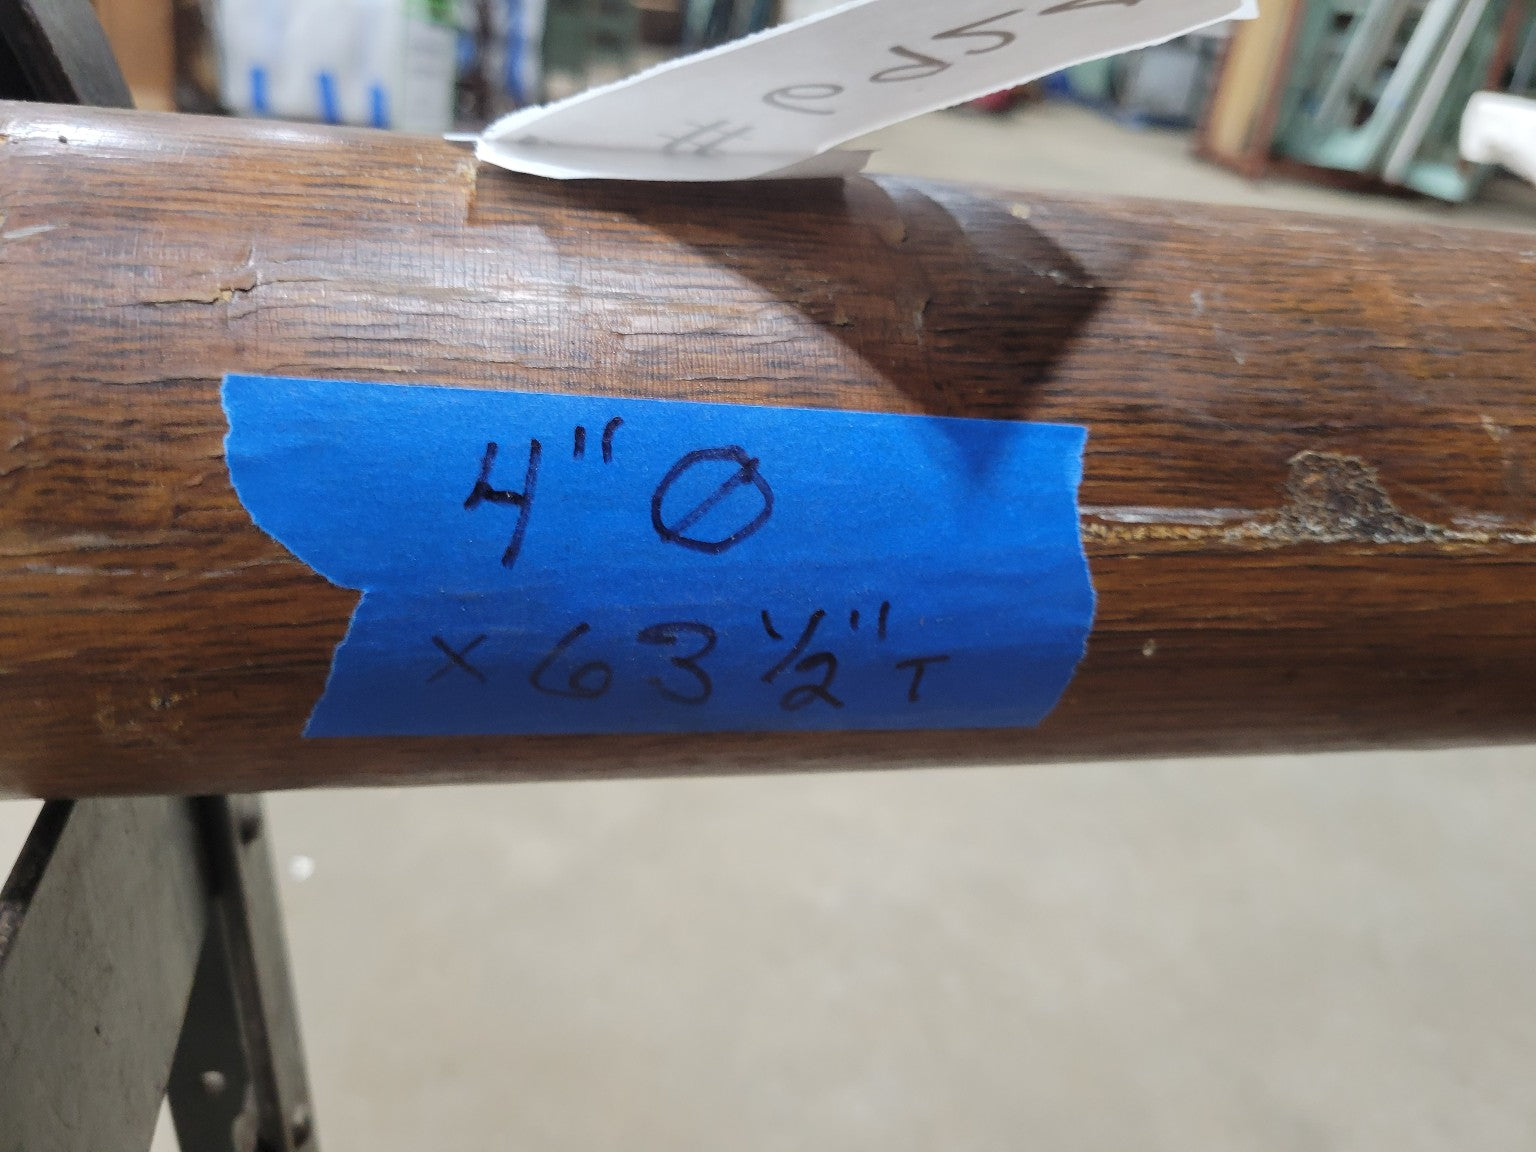 4" Ø
x 63 1/2" T